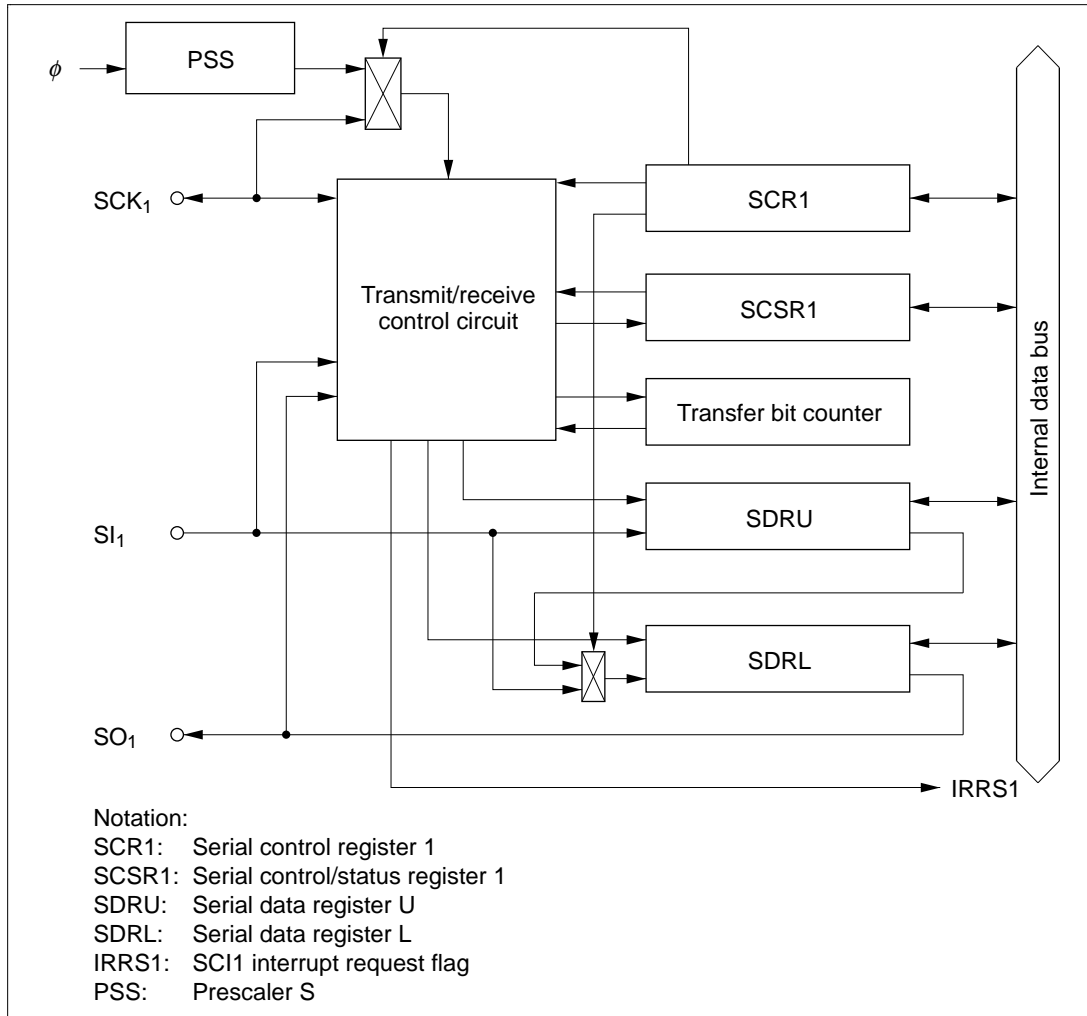 ϕ
PSS
SCK₁
SCR1
Transmit/receive
control circuit
SCSR1
Transfer bit counter
Internal data bus
SI₁
SDRU
SDRL
SO₁
IRRS1
Notation:
SCR1: Serial control register 1
SCSR1: Serial control/status register 1
SDRU: Serial data register U
SDRL: Serial data register L
IRRS1: SCI1 interrupt request flag
PSS: Prescaler S